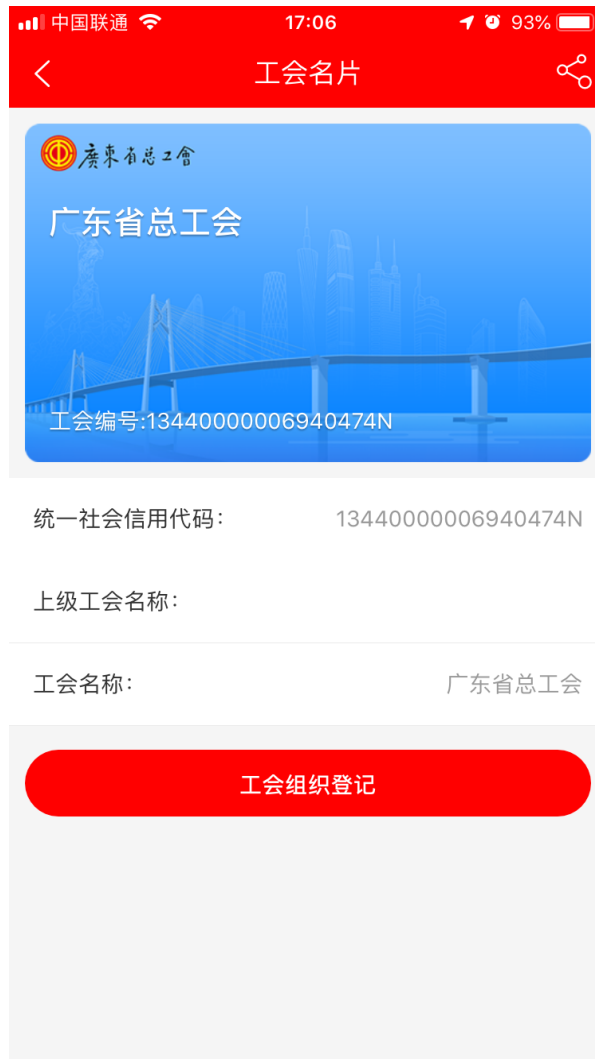 中国联通 17:06 93%
工会名片
廣東省总工會
广东省总工会
工会编号:13440000006940474N
统一社会信用代码： 13440000006940474N
上级工会名称：
工会名称： 广东省总工会
工会组织登记